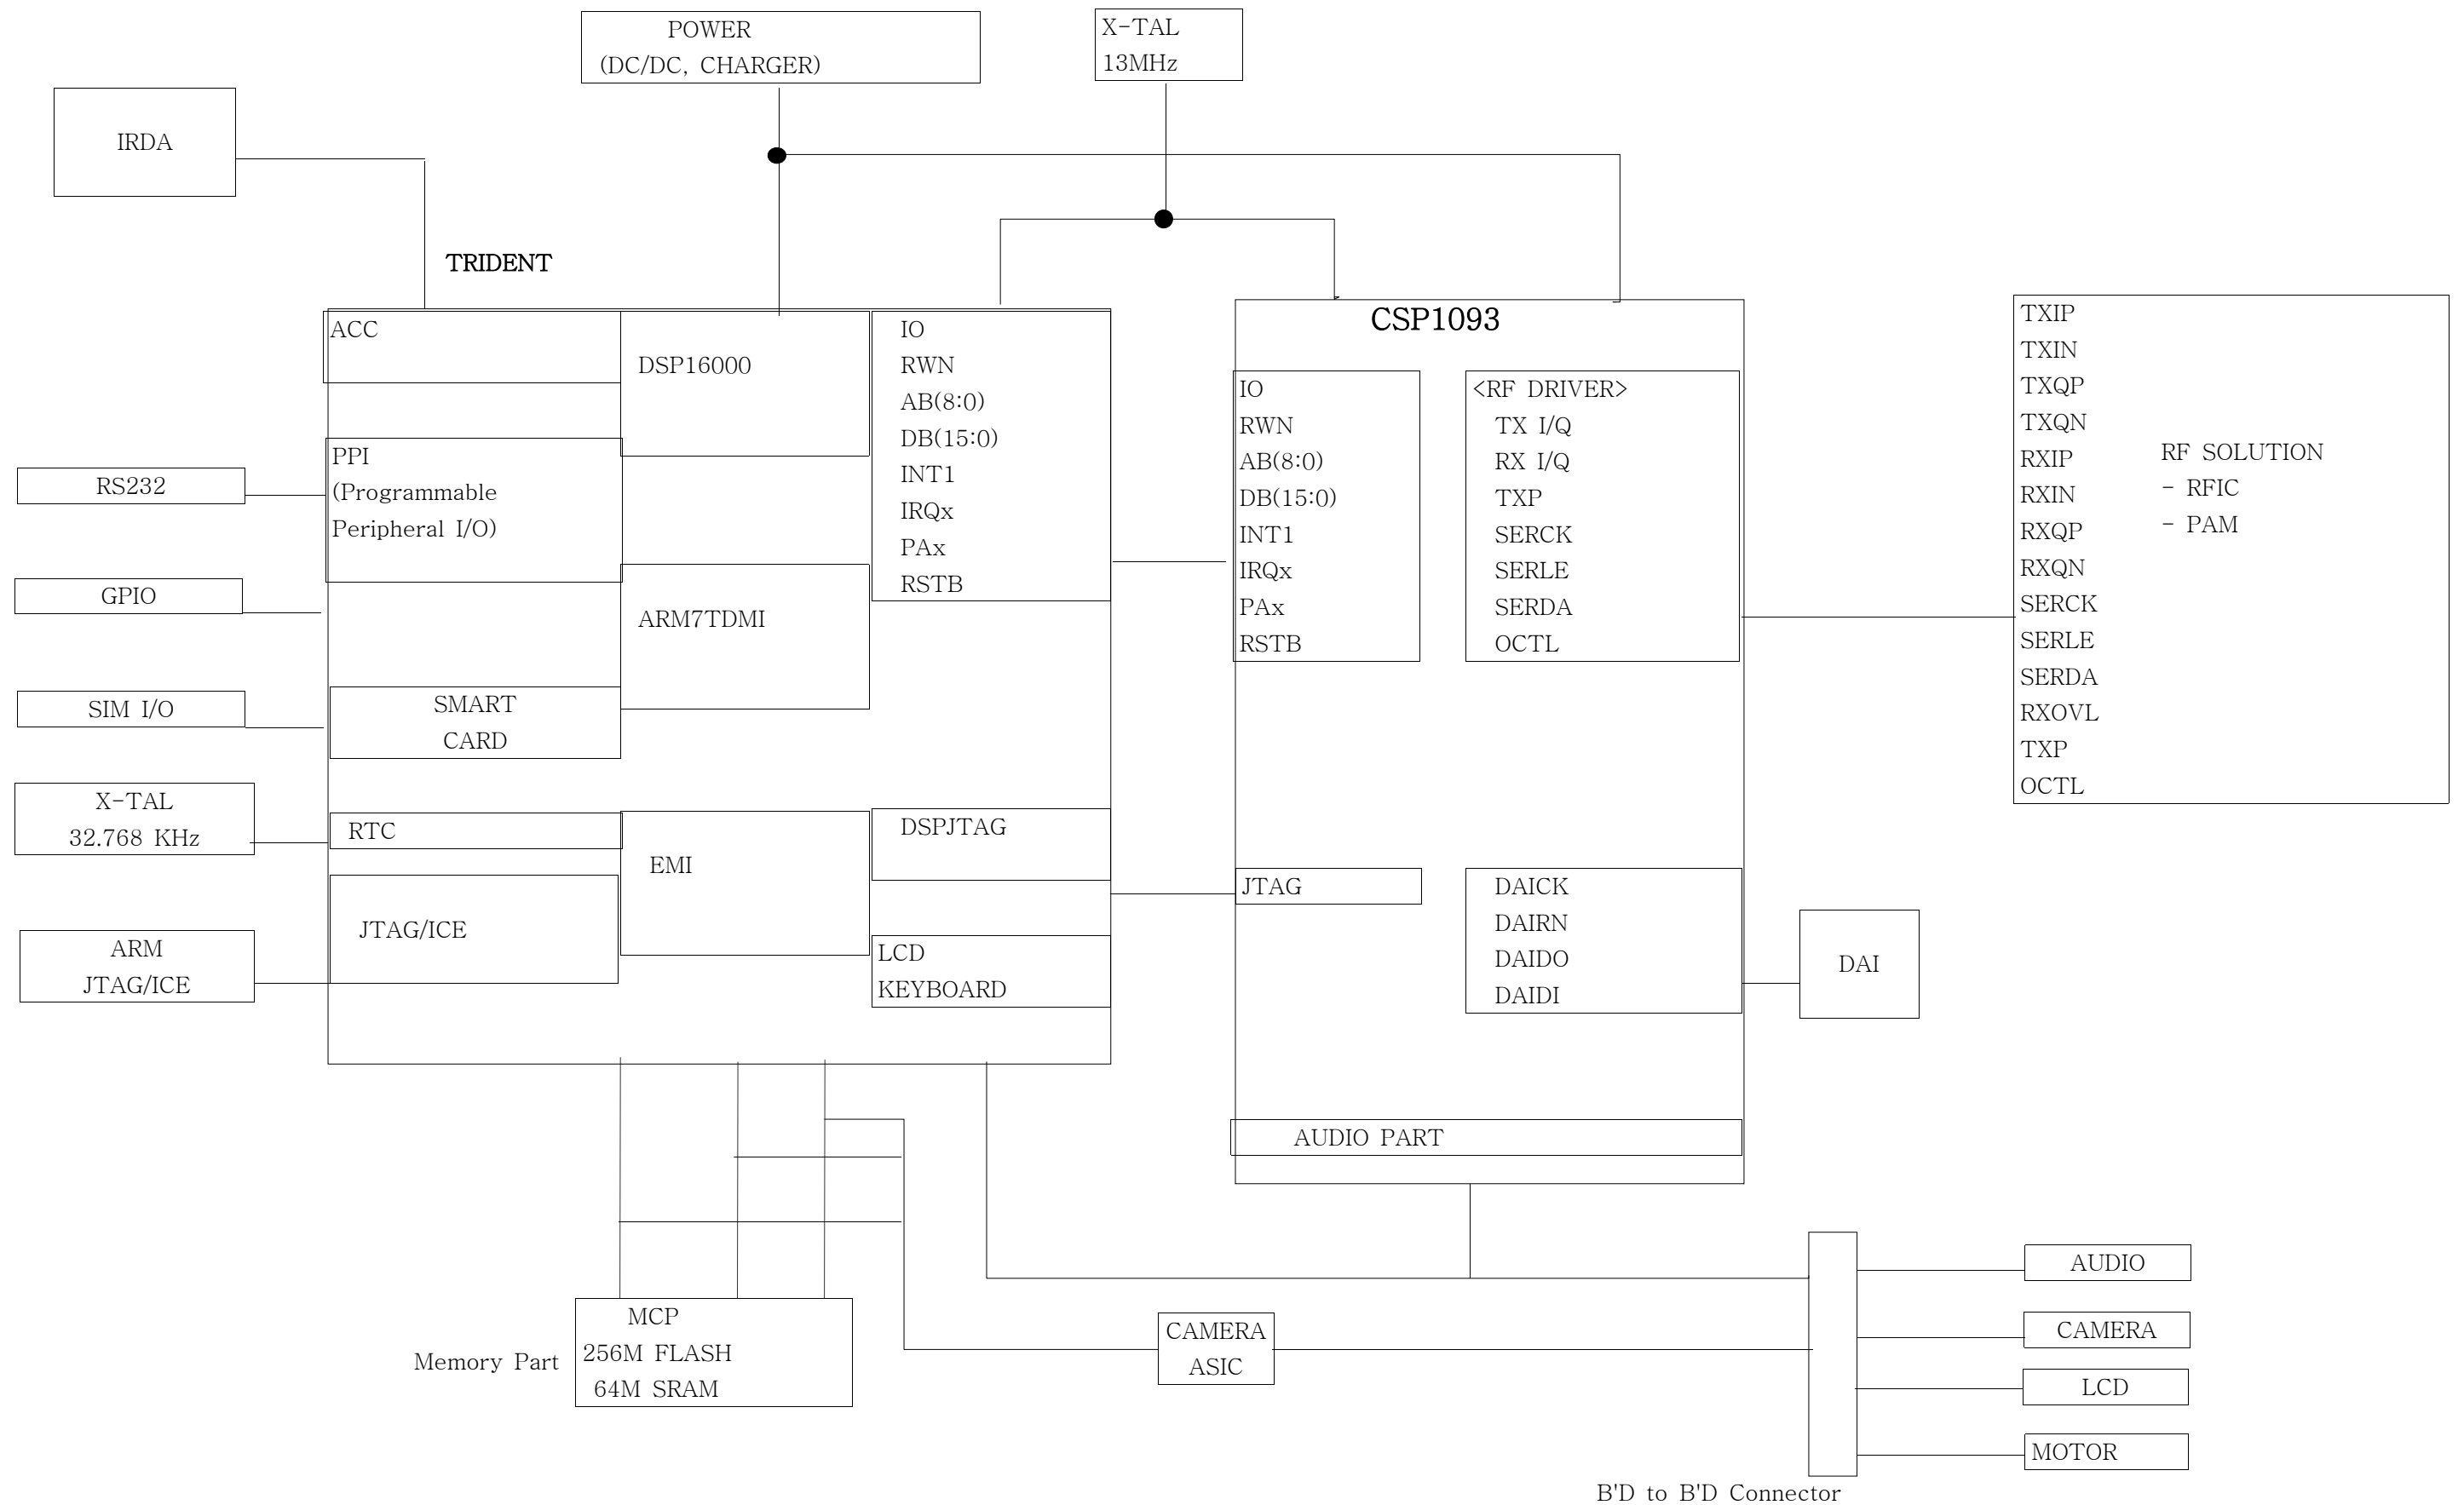 POWER
(DC/DC, CHARGER)
X-TAL
13MHz
IRDA
TRIDENT
ACC
DSP16000
PPI
(Programmable
Peripheral I/O)
ARM7TDMI
SMART
CARD
RTC
EMI
JTAG/ICE
IO
RWN
AB(8:0)
DB(15:0)
INT1
IRQx
PAx
RSTB
DSPJTAG
LCD
KEYBOARD
RS232
GPIO
SIM I/O
X-TAL
32.768 KHz
ARM
JTAG/ICE
CSP1093
IO
RWN
AB(8:0)
DB(15:0)
INT1
IRQx
PAx
RSTB
<RF DRIVER>
TX I/Q
RX I/Q
TXP
SERCK
SERLE
SERDA
OCTL
JTAG
DAICK
DAIRN
DAIDO
DAIDI
AUDIO PART
TXIP
TXIN
TXQP
TXQN
RXIP
RXIN
RXQP
RXQN
SERCK
SERLE
SERDA
RXOVL
TXP
OCTL
RF SOLUTION
- RFIC
- PAM
DAI
Memory Part
MCP
256M FLASH
64M SRAM
CAMERA
ASIC
AUDIO
CAMERA
LCD
MOTOR
B'D to B'D Connector